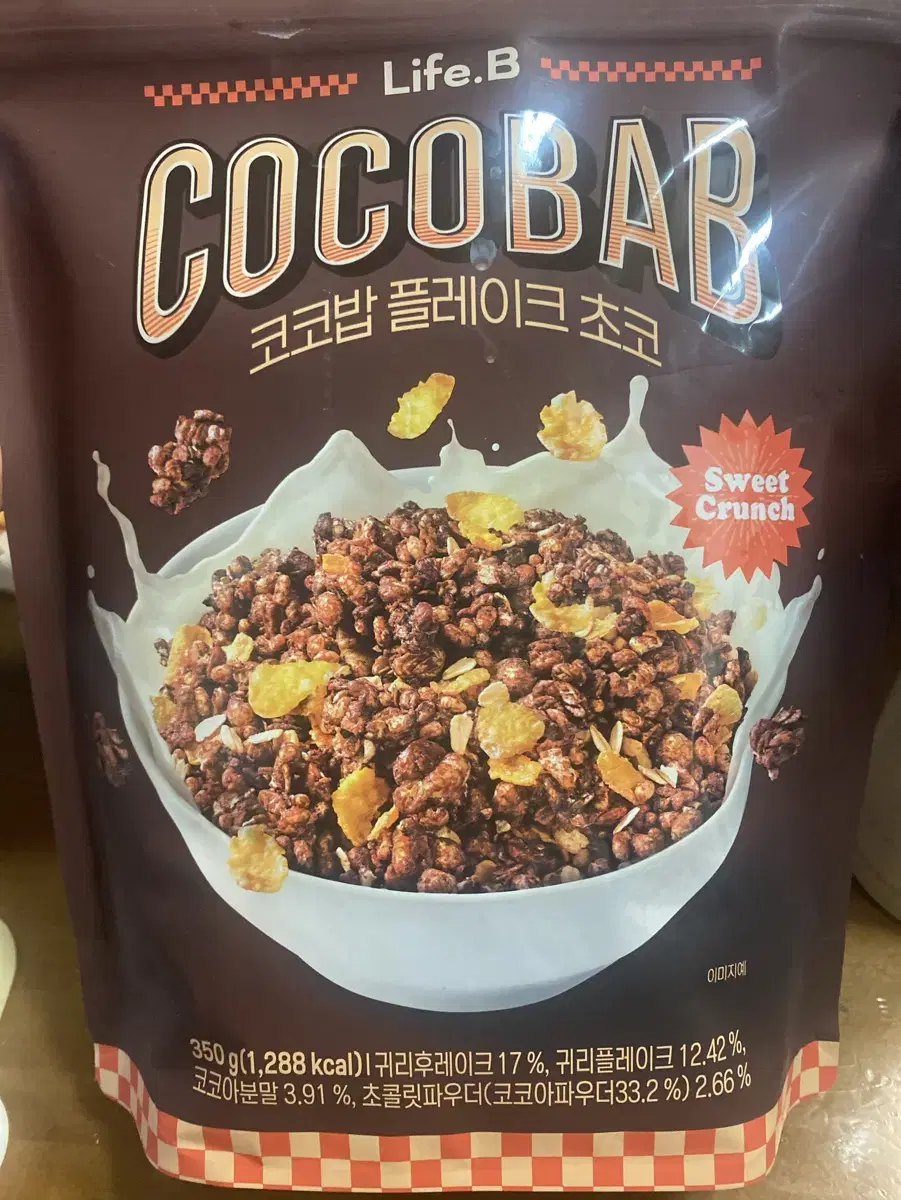 Life.B
COCOBAB
코코밥 플레이크 초코
Sweet
Crunch
이미지예
350 g(1,288 kcal)| 귀리후레이크 17 %, 귀리플레이크 12.42 %,
코코아분말 3.91 %, 초콜릿파우더(코코아파우더33.2 %) 2.66 %